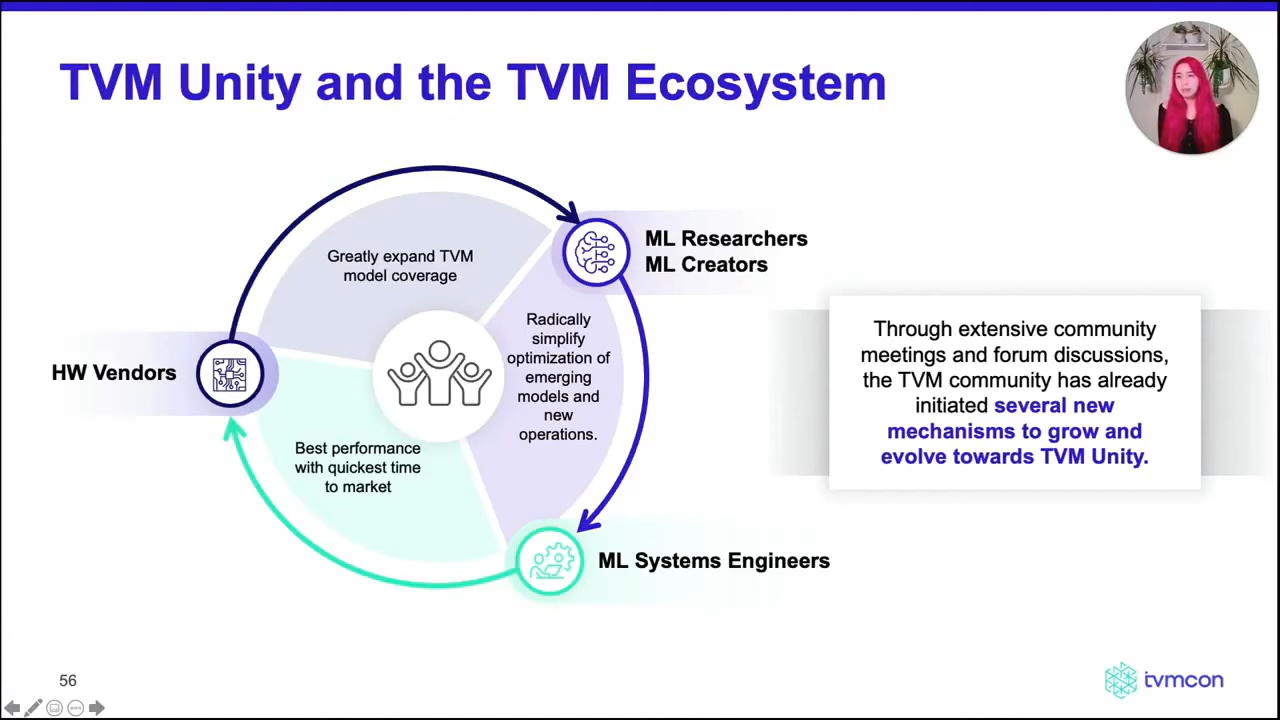 TVM Unity and the TVM Ecosystem
Greatly expand TVM
model coverage
ML Researchers
ML Creators
Radically
simplify
optimization of
emerging
models and
new
operations.
HW Vendors
Best performance
with quickest time
to market
ML Systems Engineers
Through extensive community
meetings and forum discussions,
the TVM community has already
initiated several new
mechanisms to grow and
evolve towards TVM Unity.
56
tvmcon